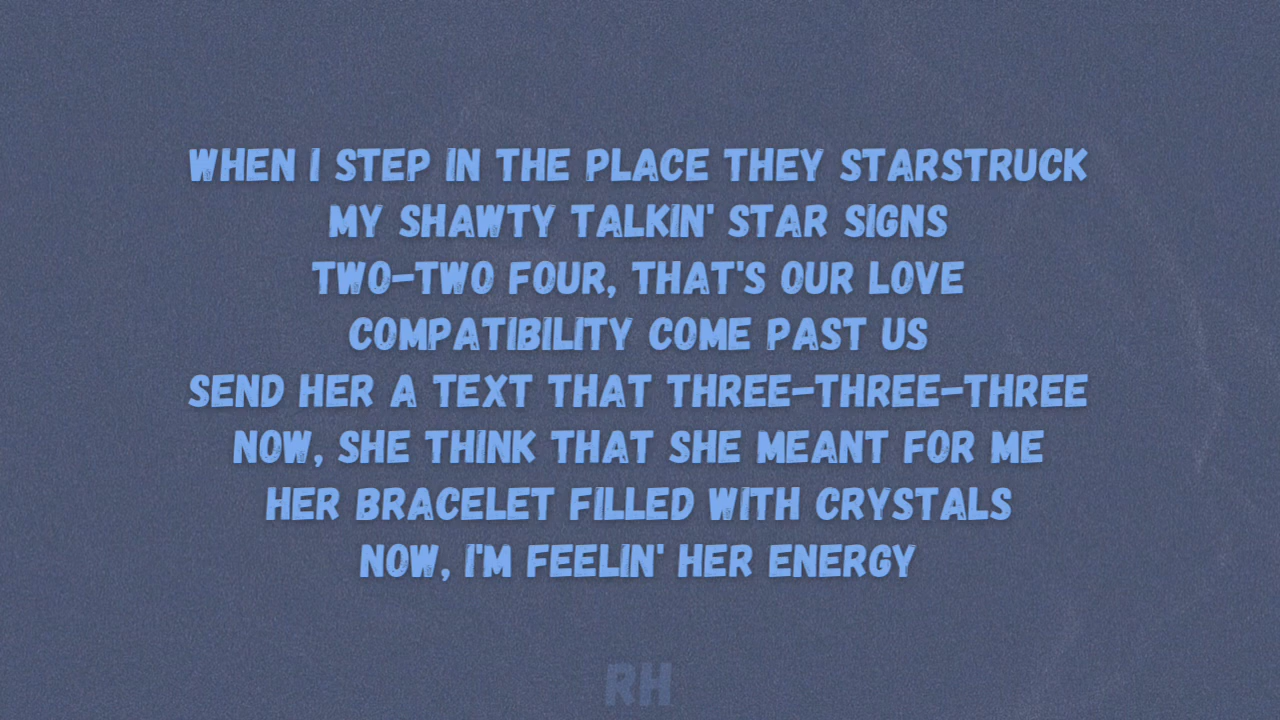 WHEN I STEP IN THE PLACE THEY STARSTRUCK
MY SHAWTY TALKIN' STAR SIGNS
TWO-TWO FOUR, THAT'S OUR LOVE
COMPATIBILITY COME PAST US
SEND HER A TEXT THAT THREE-THREE-THREE
NOW, SHE THINK THAT SHE MEANT FOR ME
HER BRACELET FILLED WITH CRYSTALS
NOW, I'M FEELIN' HER ENERGY
RH